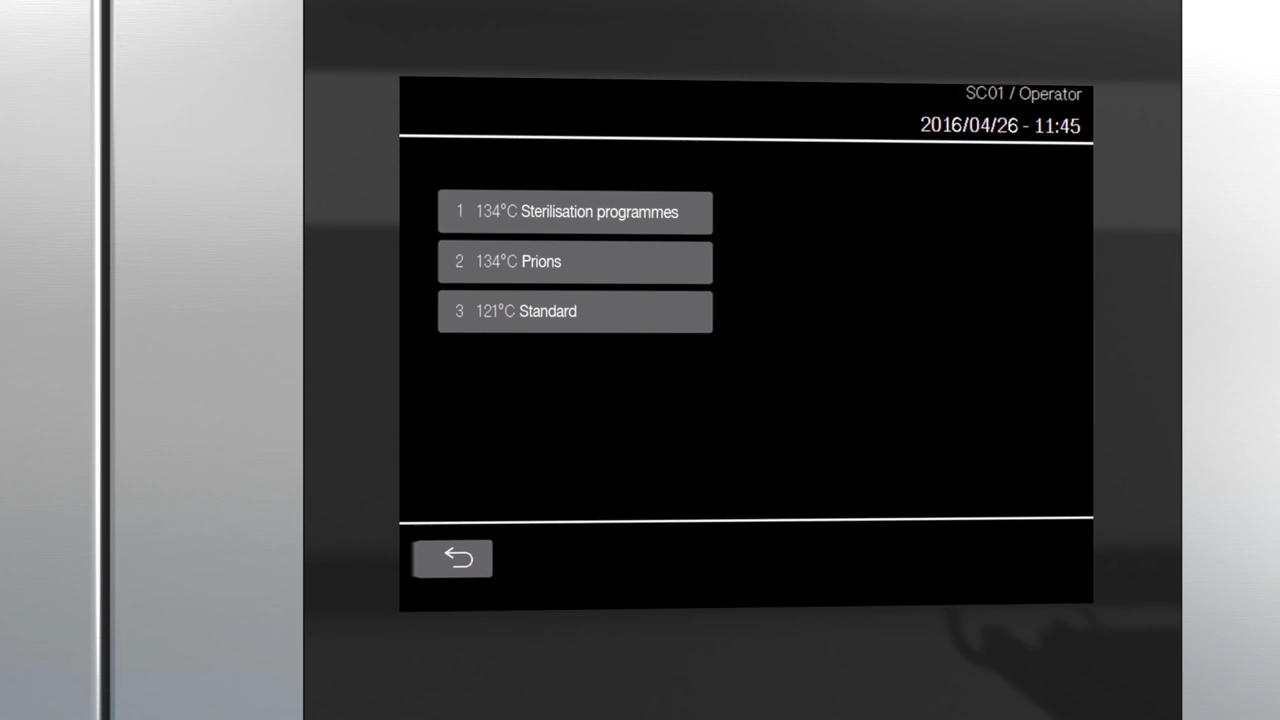 SC01 / Operator
2016/04/26 - 11:45
1 134°C Sterilisation programmes
2 134°C Prions
3 121°C Standard